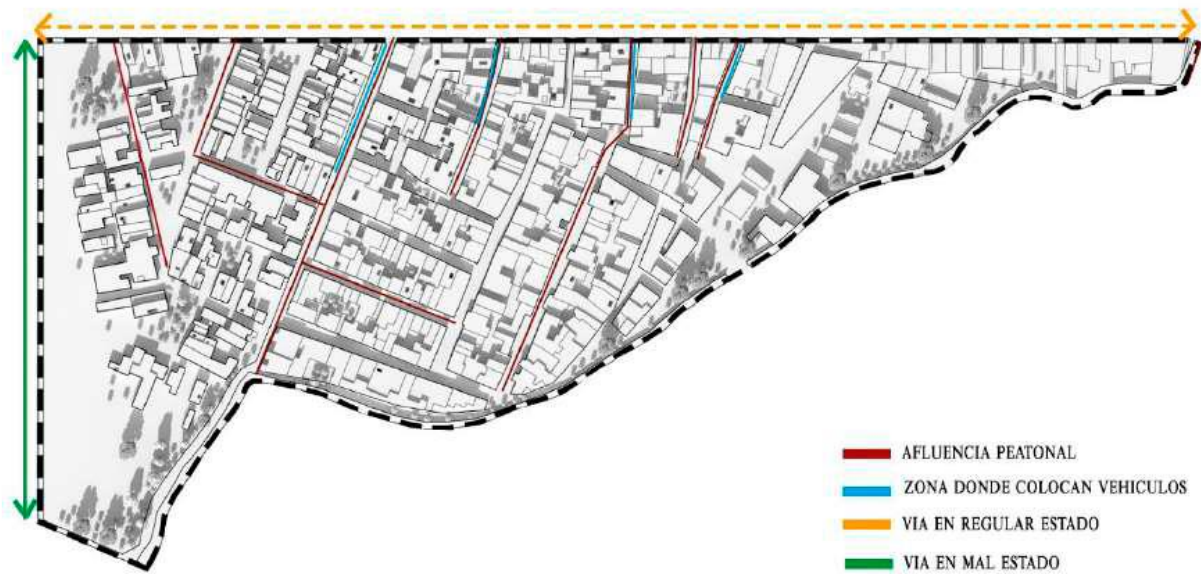 AFLUENCIA PEATONAL
ZONA DONDE COLOCAN VEHICULOS
VIA EN REGULAR ESTADO
VIA EN MAL ESTADO